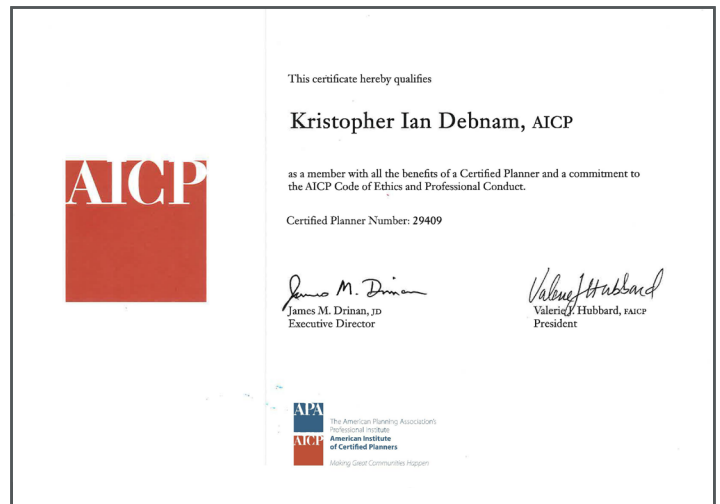 This certificate hereby qualifies
Kristopher Ian Debnam, AICP
AICP
as a member with all the benefits of a Certified Planner and a commitment to
the AICP Code of Ethics and Professional Conduct.
Certified Planner Number: 29409
James M. Drinan
Valerie J Hubbard
James M. Drinan, JD
Executive Director
Valerie J. Hubbard, FAICP
President
APA
AICP
The American Planning Association's
Professional Institute
American Institute
of Certified Planners
Making Great Communities Happen